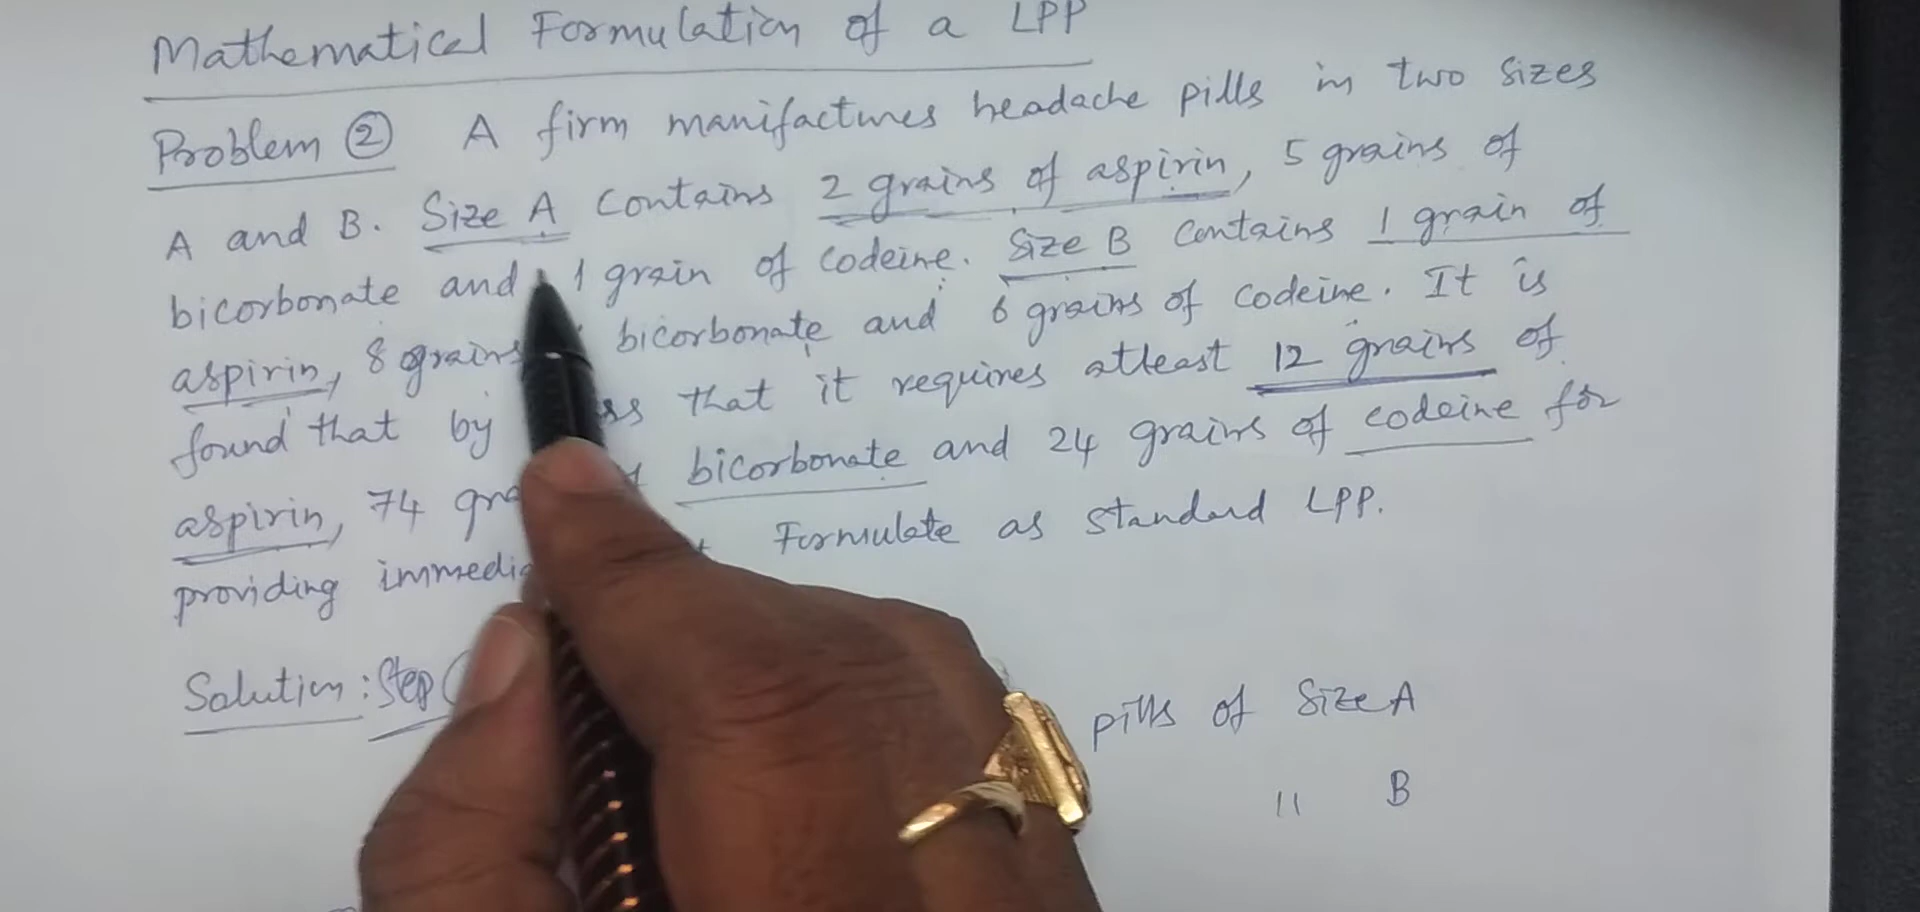 Mathematical Formulation of a LPP
Problem ② A firm manifactures headache pills in two sizes
A and B. Size A contains 2 grains of aspirin, 5 grains of
bicorbonate and 1 grain of codeine. Size B contains 1 grain of
aspirin, 8 grains bicorbonate and 6 grains of codeine. It is
found that by that it requires atleast 12 grains of
aspirin, 74 bicorbonate and 24 grains of codeine for
providing Formulate as standard LPP.
Solution: Step pills of Size A
" B